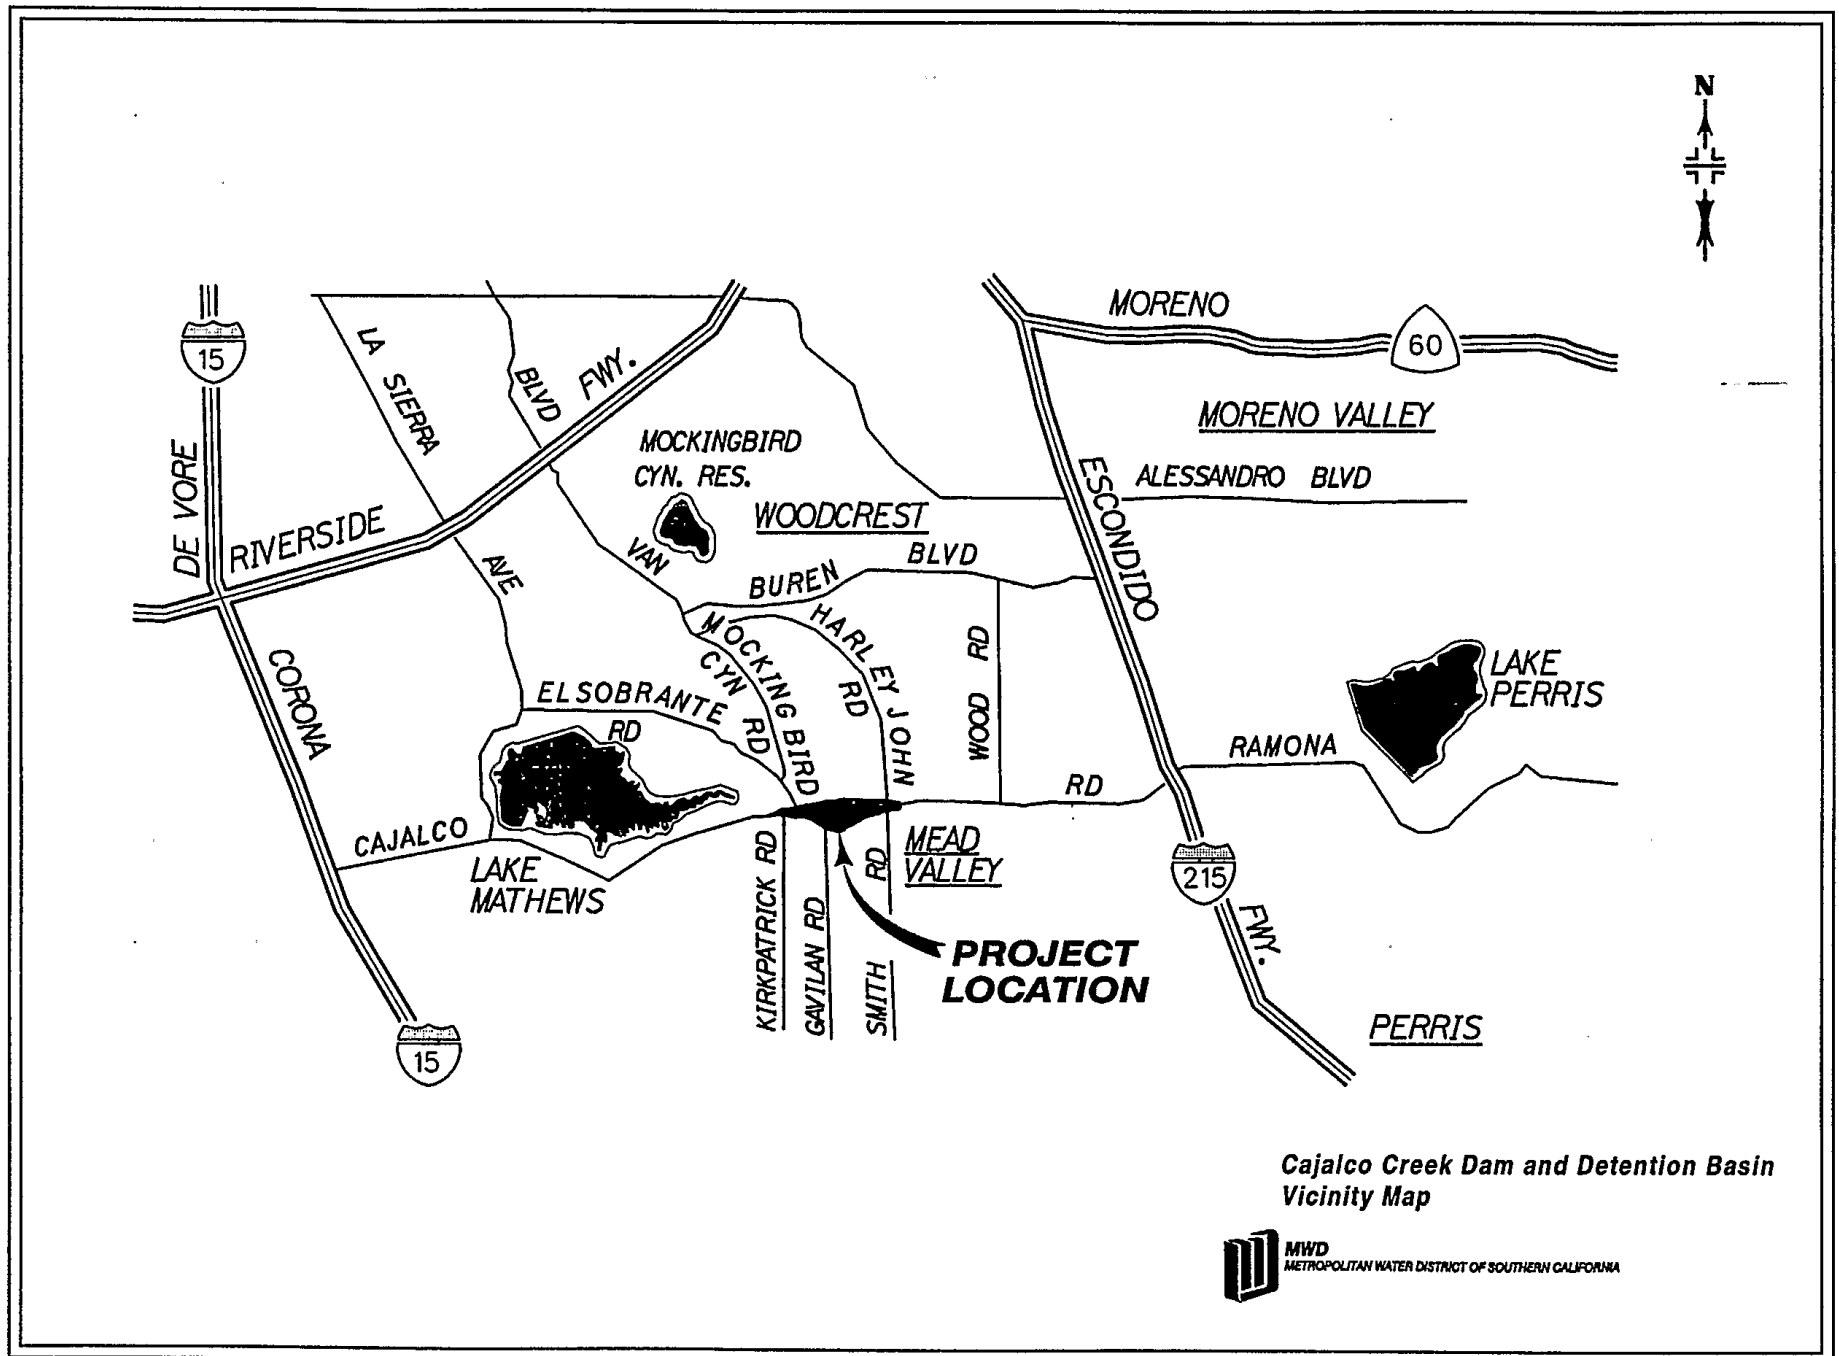 N
MORENO
15
60
LA SIERRA
BLVD
FWY.
MORENO VALLEY
MOCKINGBIRD
CYN. RES.
DE VORE
ESCONDIDO
ALESSANDRO BLVD
RIVERSIDE
WOODCREST
AVE
VAN
BUREN
BLVD
MOCKINGBIRD
CYN RD
HARLEY JOHN
RD
WOOD RD
CORONA
EL SOBRANTE
RD
LAKE
PERRIS
RAMONA
RD
CAJALCO
LAKE
MATHEWS
KIRKPATRICK RD
GAVILAN RD
SMITH RD
MEAD
VALLEY
215
FWY.
PROJECT
LOCATION
15
PERRIS
Cajalco Creek Dam and Detention Basin
Vicinity Map
MWD
METROPOLITAN WATER DISTRICT OF SOUTHERN CALIFORNIA